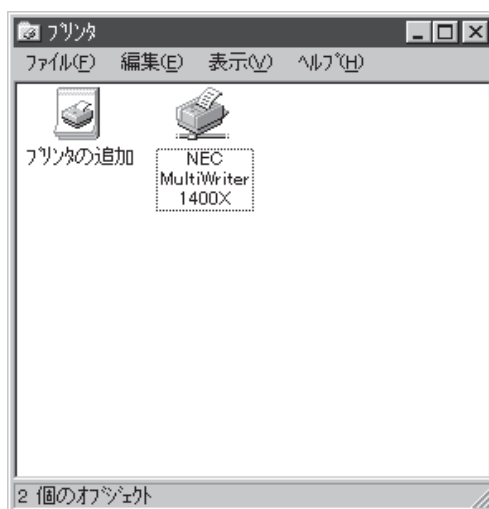 ﾌﾟﾘﾝﾀ
ﾌｧｲﾙ(F) 編集(E) 表示(V) ﾍﾙﾌﾟ(H)
ﾌﾟﾘﾝﾀの追加
NEC
MultiWriter
1400X
2 個のｵﾌﾞｼﾞｪｸﾄ